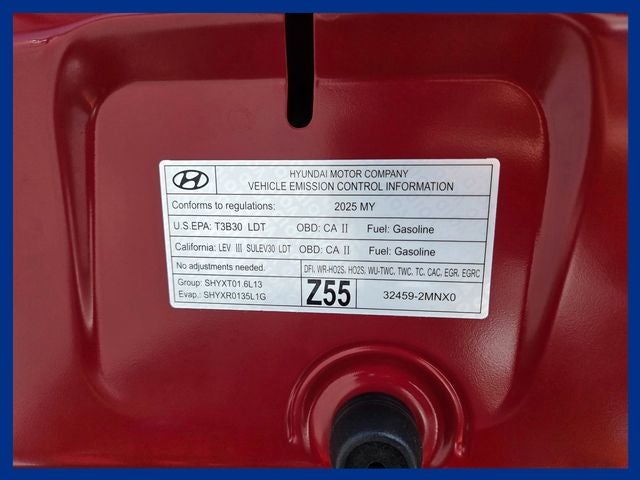 HYUNDAI MOTOR COMPANY
VEHICLE EMISSION CONTROL INFORMATION
Conforms to regulations: 2025 MY
U.S.EPA: T3B30 LDT OBD: CA II Fuel: Gasoline
California: LEV III SULEV30 LDT OBD: CA II Fuel: Gasoline
No adjustments needed. DFI, WR-HO2S, HO2S, WU-TWC, TWC, TC, CAC, EGR, EGRC
Group: SHYXT01.6L13
Evap.: SHYXR0135L1G
Z55 32459-2MNX0